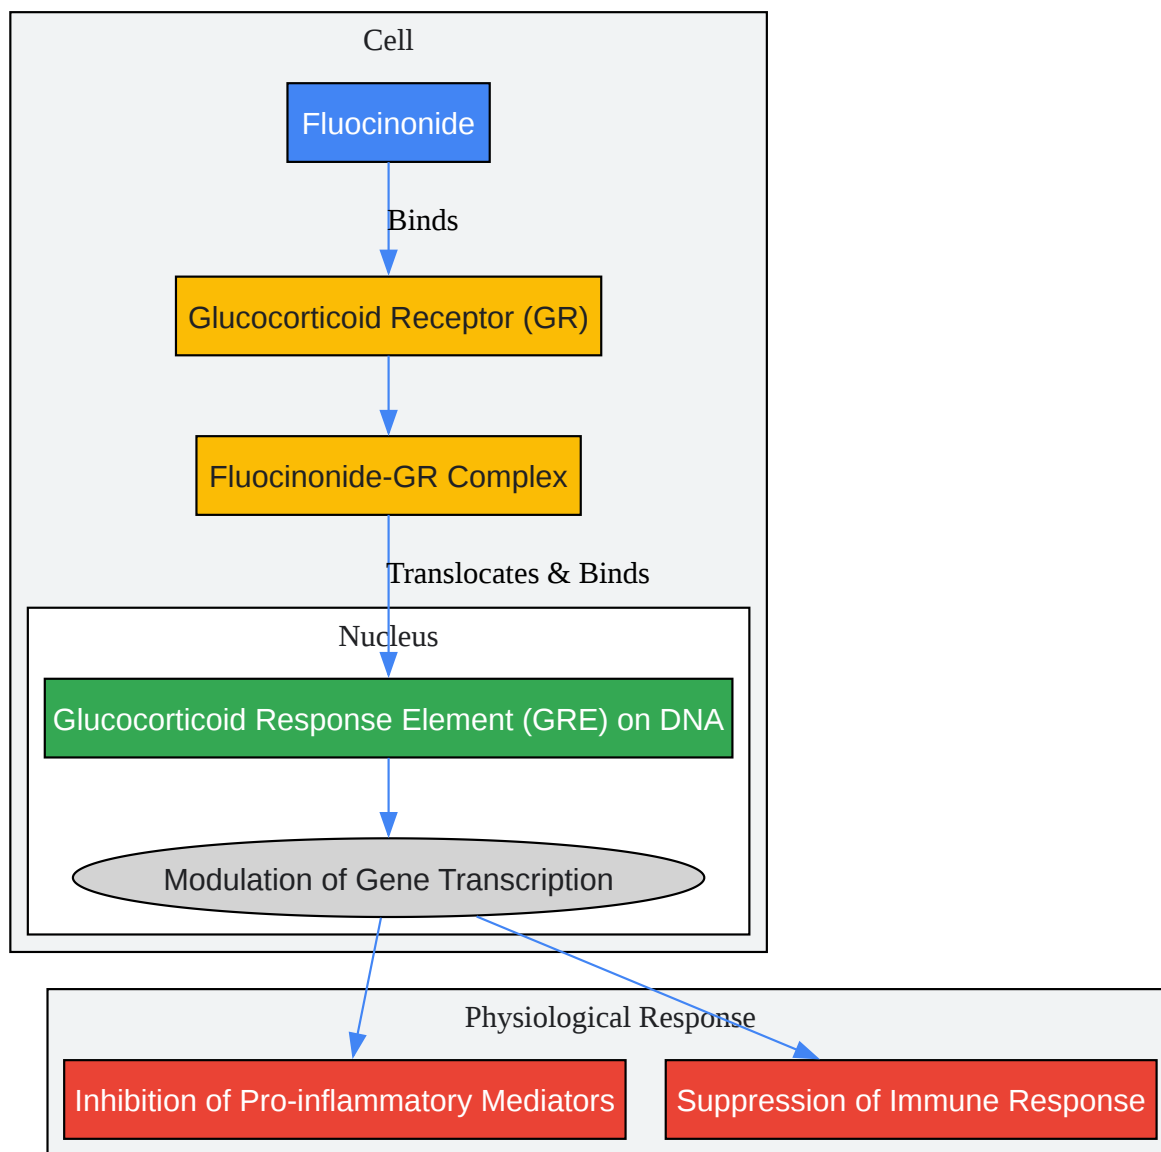 Cell
Fluocinonide
Binds
Glucocorticoid Receptor (GR)
Fluocinonide-GR Complex
Translocates & Binds
Nucleus
Glucocorticoid Response Element (GRE) on DNA
Modulation of Gene Transcription
Physiological Response
Inhibition of Pro-inflammatory Mediators
Suppression of Immune Response